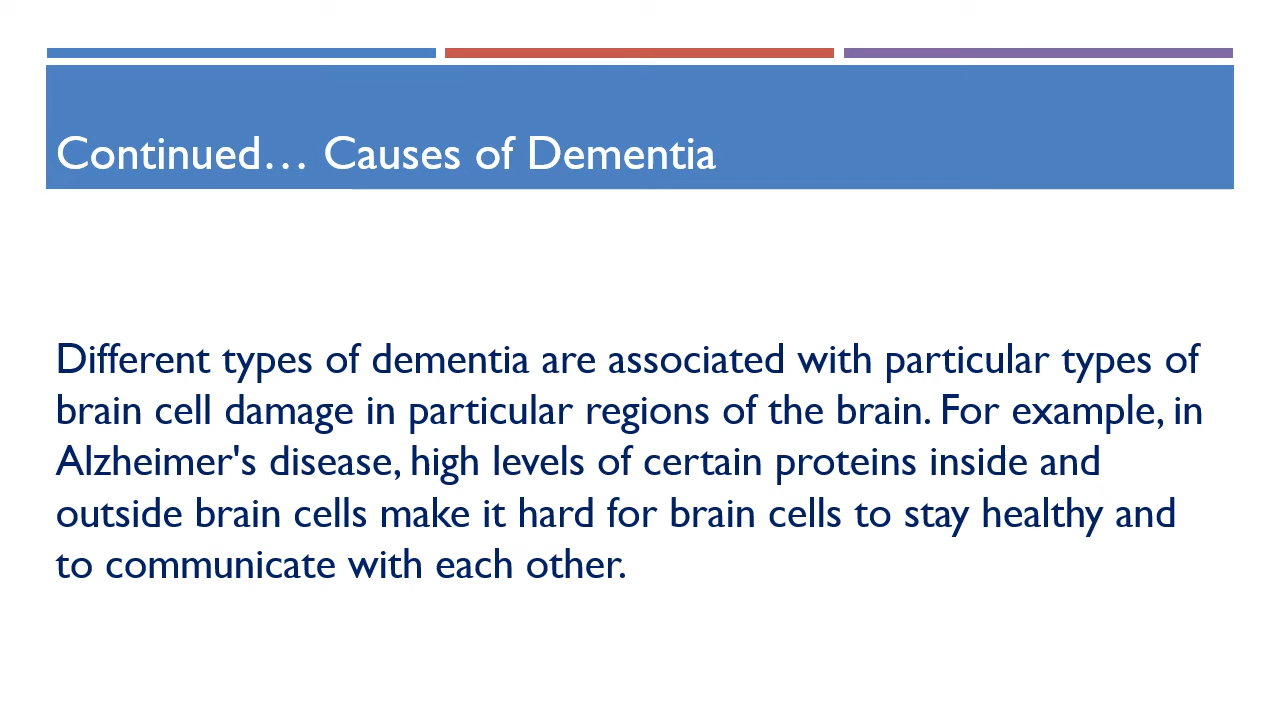 Continued… Causes of Dementia
Different types of dementia are associated with particular types of
brain cell damage in particular regions of the brain. For example, in
Alzheimer's disease, high levels of certain proteins inside and
outside brain cells make it hard for brain cells to stay healthy and
to communicate with each other.